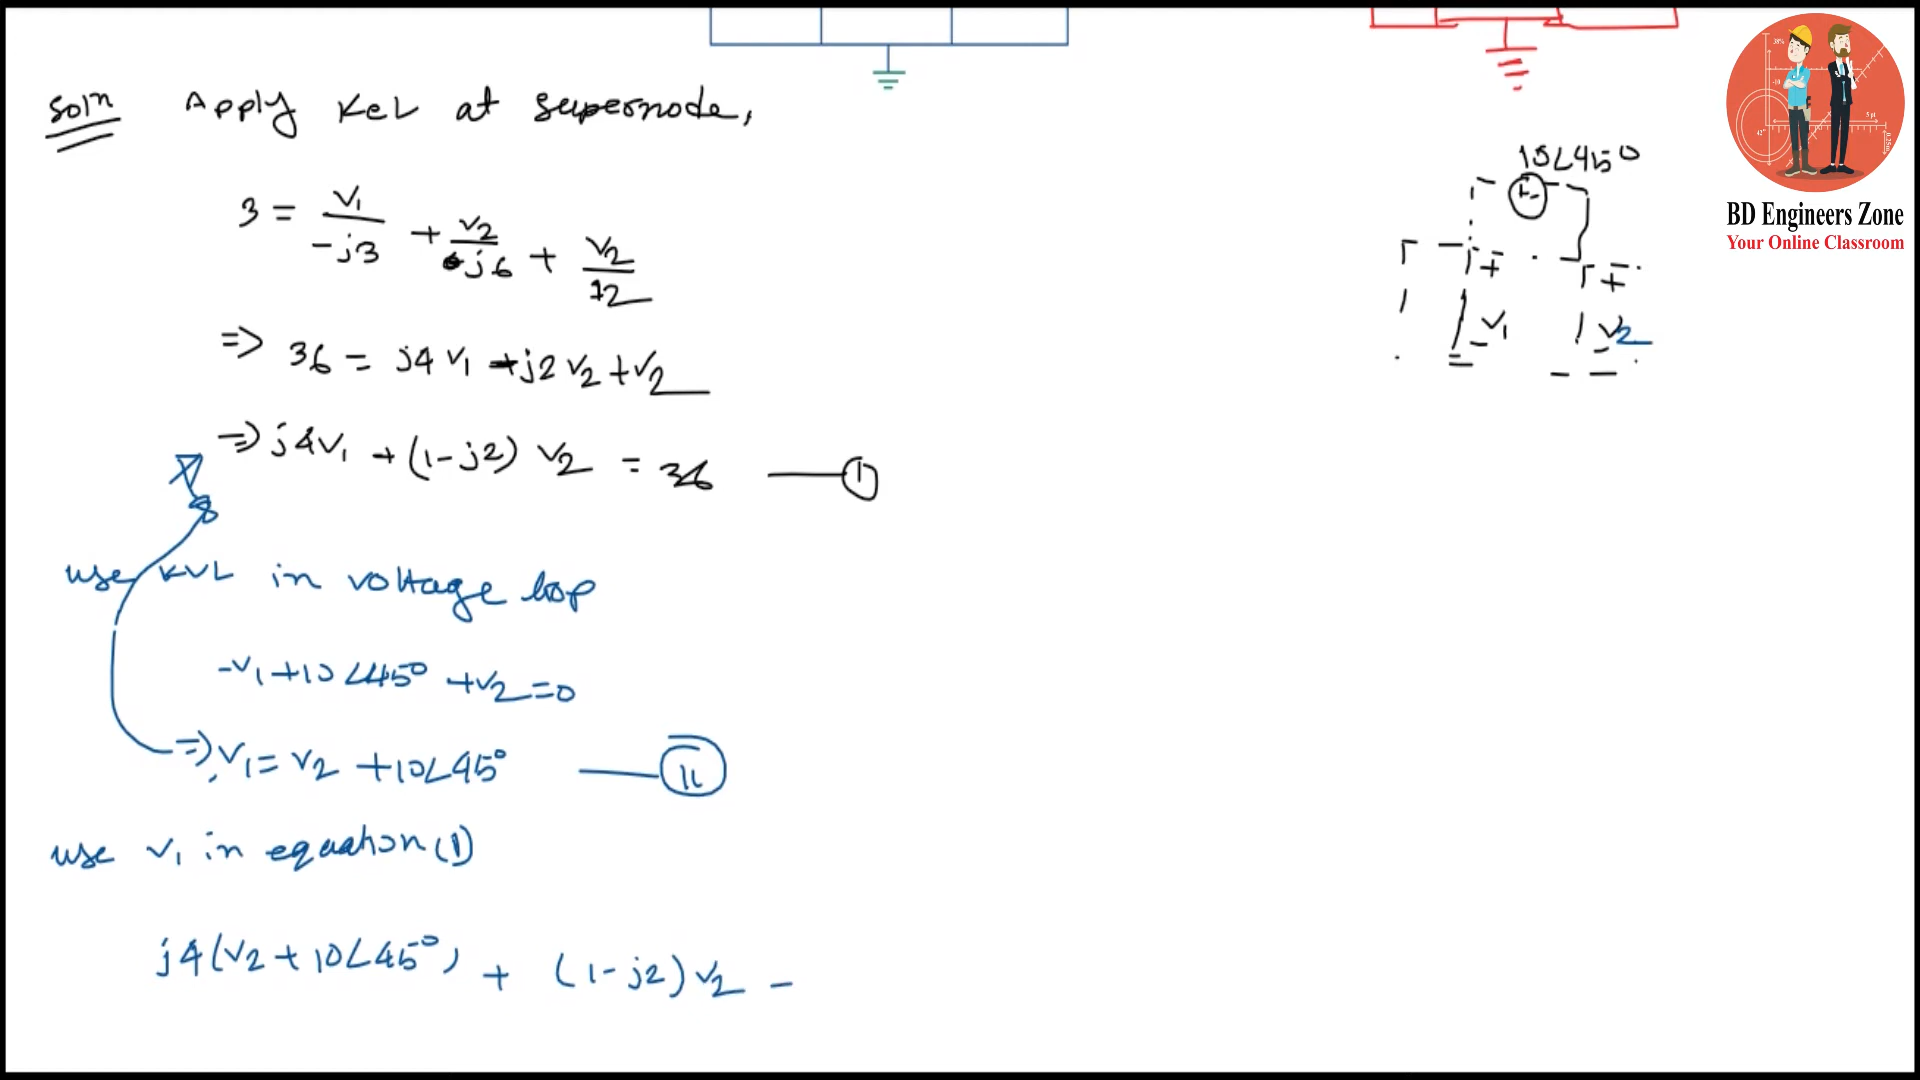 Soln Apply KCL at supernode,
3 = V1/-j3 + V2/j6 + V2/12
=> 36 = j4 V1 - j2 V2 + V2
=> j4V1 + (1-j2) V2 = 36 —— (1)
use KVL in voltage loop
-V1 + 10∠45° + V2 = 0
=> V1 = V2 + 10∠45° —— (11)
use V1 in equation (1)
j4(V2 + 10∠45°) + (1-j2) V2 =
10∠45°
+-
+ +
V1 V2
- -
BD Engineers Zone
Your Online Classroom